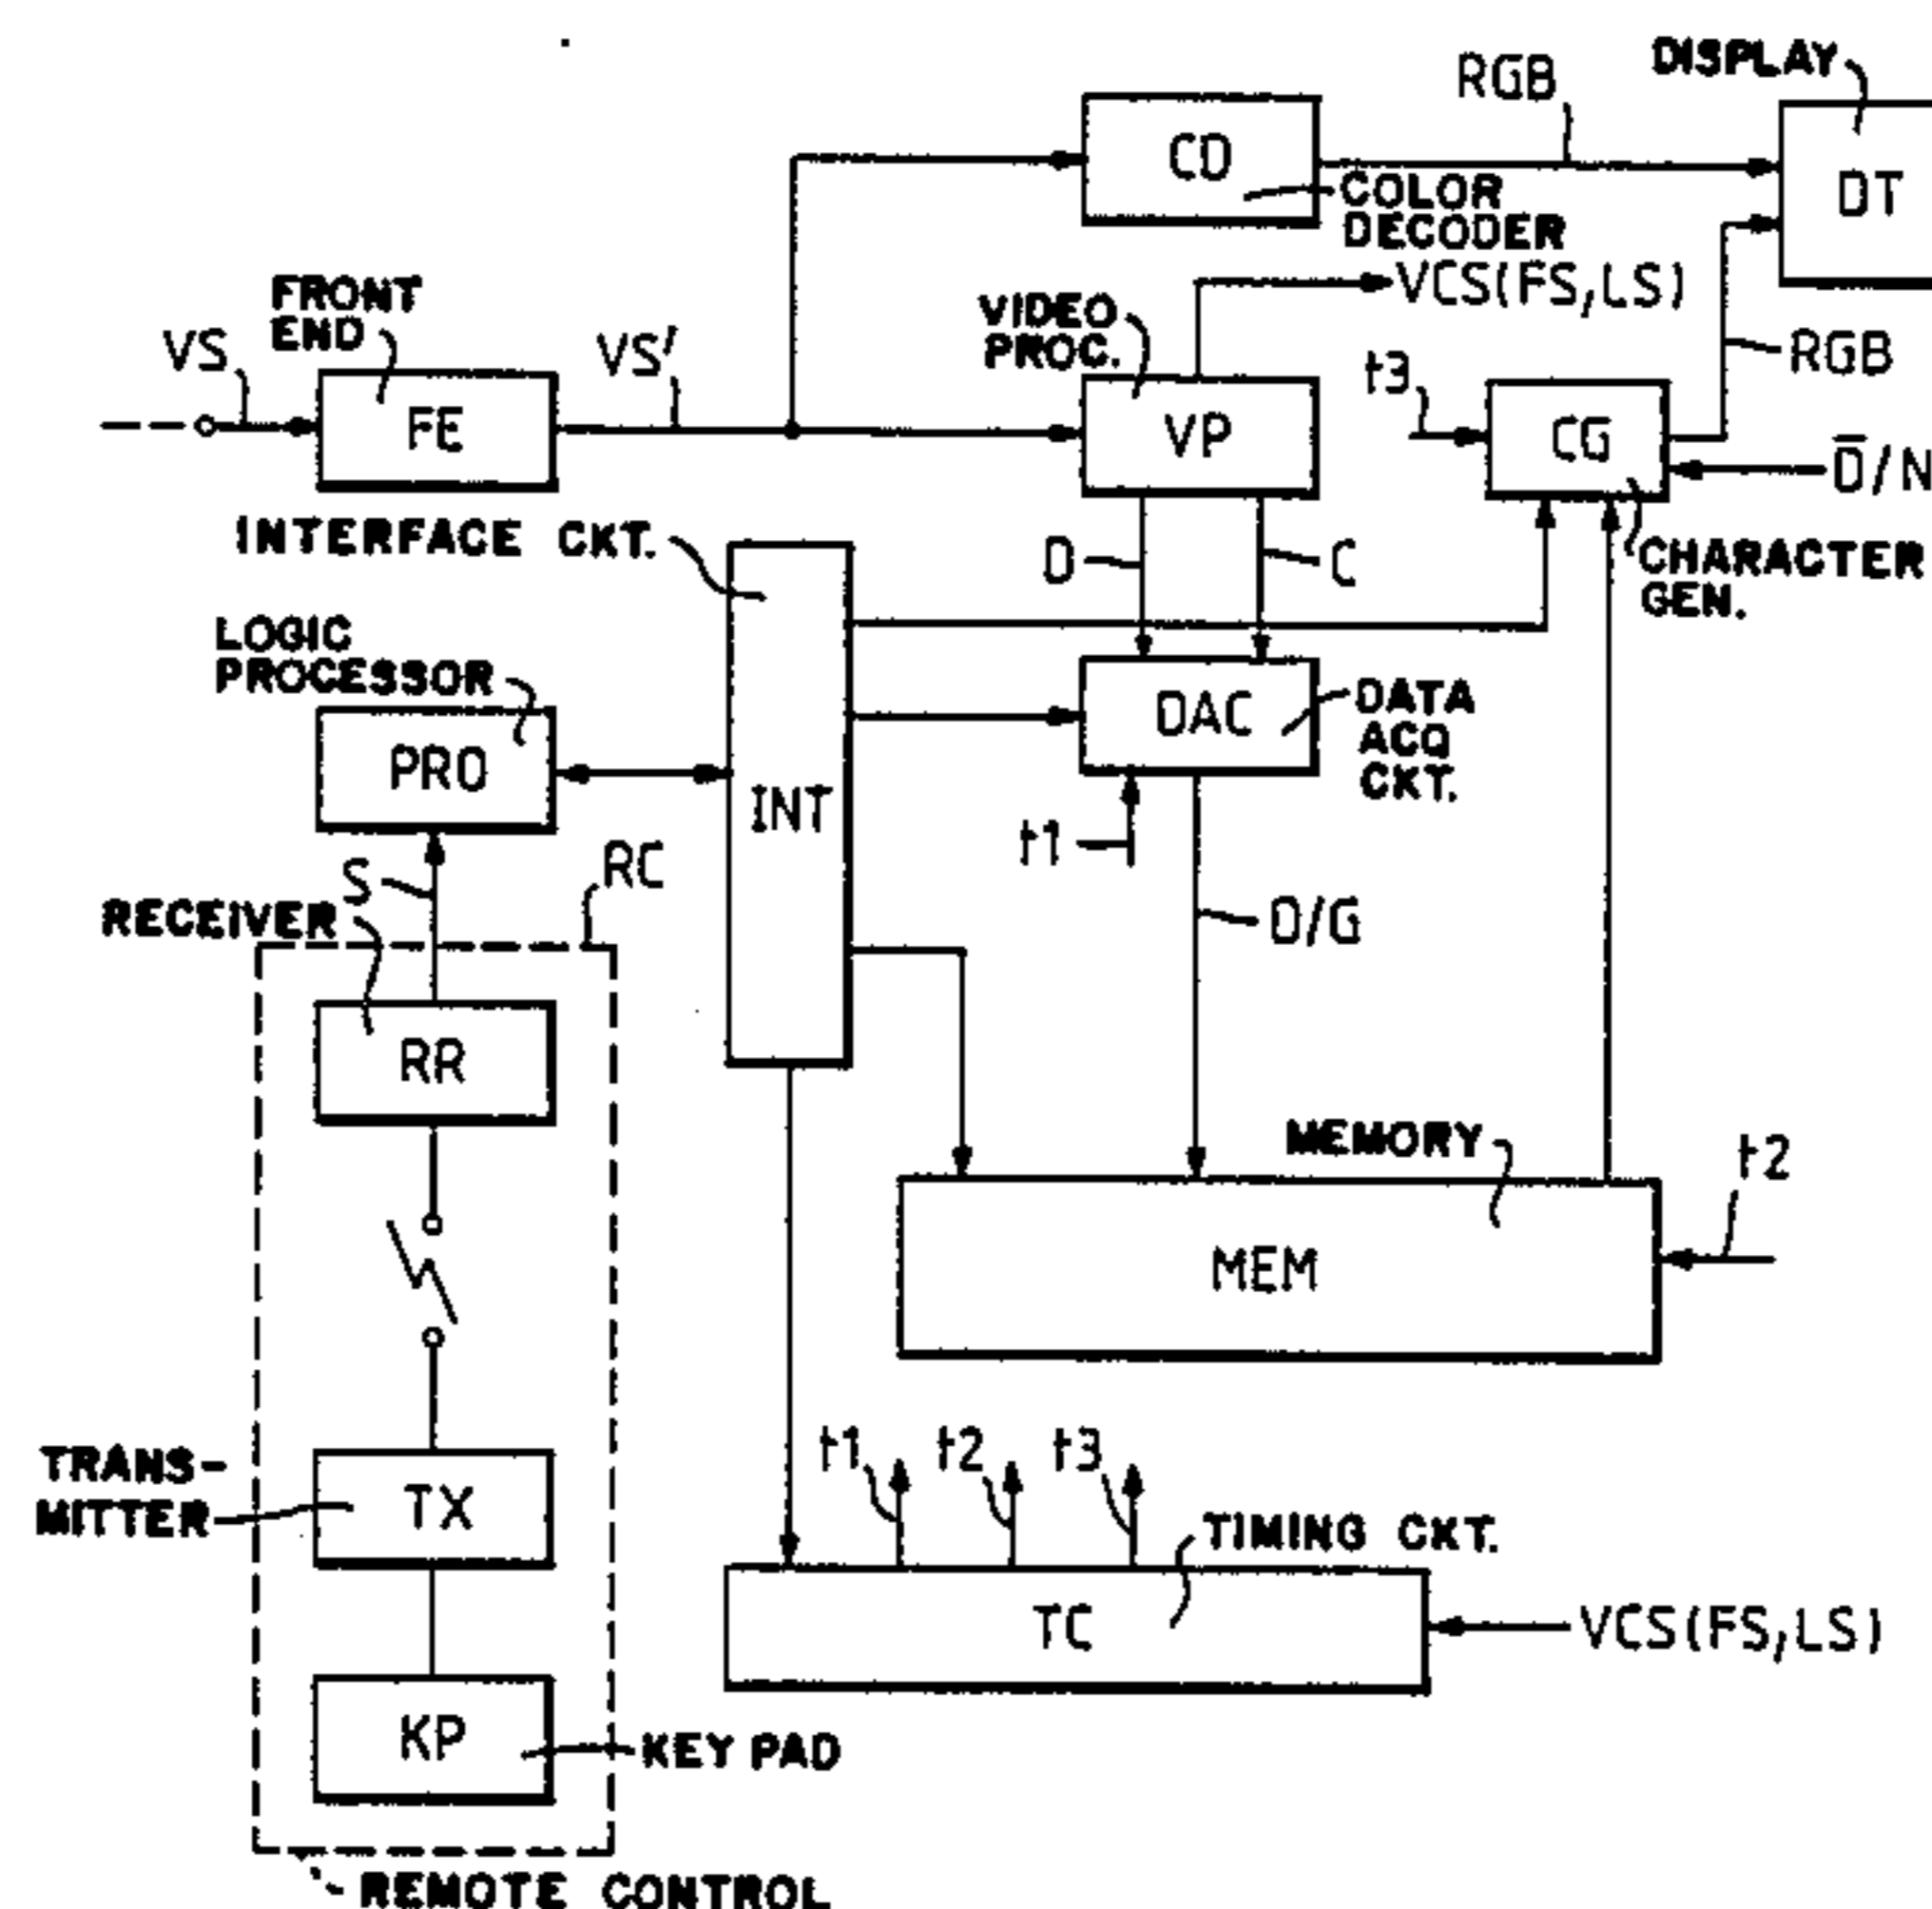 DISPLAY
RGB
CD
DT
COLOR
DECODER
VCS(FS,LS)
FRONT
END
VIDEO
PROC.
VS
VS'
t3
RGB
FE
VP
CG
D̅/N
INTERFACE CKT.
D
C
CHARACTER
GEN.
LOGIC
PROCESSOR
DAC
DATA
ACQ
CKT.
PRO
INT
t1
S
RC
RECEIVER
D/G
RR
MEMORY
t2
MEM
t1
t2
t3
TRANS-
MITTER
TX
TIMING CKT.
TC
VCS(FS,LS)
KP
KEY PAD
REMOTE CONTROL